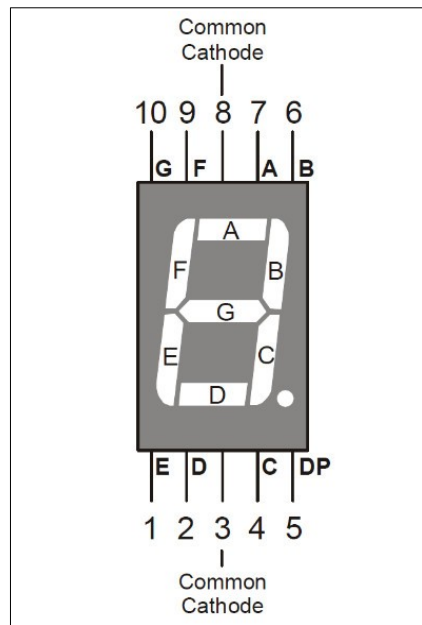 Common
Cathode
10 9 8 7 6
G F A B
A
F B
G
E C
D
E D C DP
1 2 3 4 5
Common
Cathode